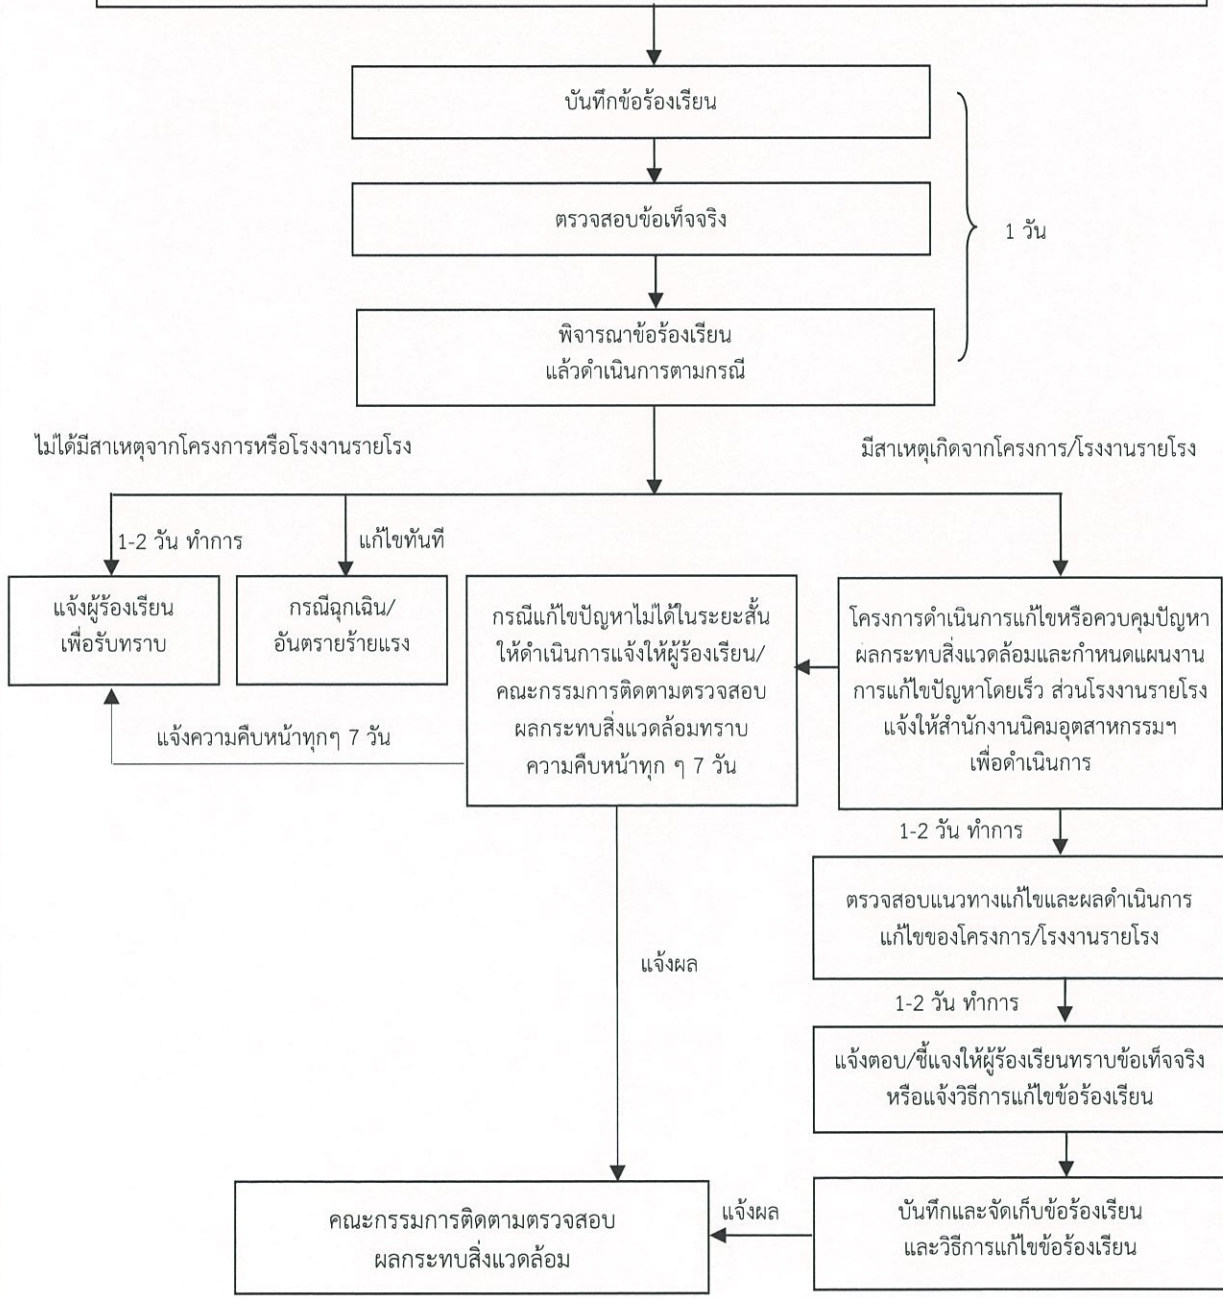 บันทึกข้อร้องเรียน
ตรวจสอบข้อเท็จจริง
1 วัน
พิจารณาข้อร้องเรียน
แล้วดำเนินการตามกรณี
ไม่ได้มีสาเหตุจากโครงการหรือโรงงานรายโรง
มีสาเหตุเกิดจากโครงการ/โรงงานรายโรง
1-2 วัน ทำการ
แก้ไขทันที
แจ้งผู้ร้องเรียน
เพื่อรับทราบ
กรณีฉุกเฉิน/
อันตรายร้ายแรง
กรณีแก้ไขปัญหาไม่ได้ในระยะสั้น
ให้ดำเนินการแจ้งให้ผู้ร้องเรียน/
คณะกรรมการติดตามตรวจสอบ
ผลกระทบสิ่งแวดล้อมทราบ
ความคืบหน้าทุก ๆ 7 วัน
โครงการดำเนินการแก้ไขหรือควบคุมปัญหา
ผลกระทบสิ่งแวดล้อมและกำหนดแผนงาน
การแก้ไขปัญหาโดยเร็ว ส่วนโรงงานรายโรง
แจ้งให้สำนักงานนิคมอุตสาหกรรมฯ
เพื่อดำเนินการ
แจ้งความคืบหน้าทุกๆ 7 วัน
1-2 วัน ทำการ
ตรวจสอบแนวทางแก้ไขและผลดำเนินการ
แก้ไขของโครงการ/โรงงานรายโรง
แจ้งผล
1-2 วัน ทำการ
แจ้งตอบ/ชี้แจงให้ผู้ร้องเรียนทราบข้อเท็จจริง
หรือแจ้งวิธีการแก้ไขข้อร้องเรียน
คณะกรรมการติดตามตรวจสอบ
ผลกระทบสิ่งแวดล้อม
แจ้งผล
บันทึกและจัดเก็บข้อร้องเรียน
และวิธีการแก้ไขข้อร้องเรียน